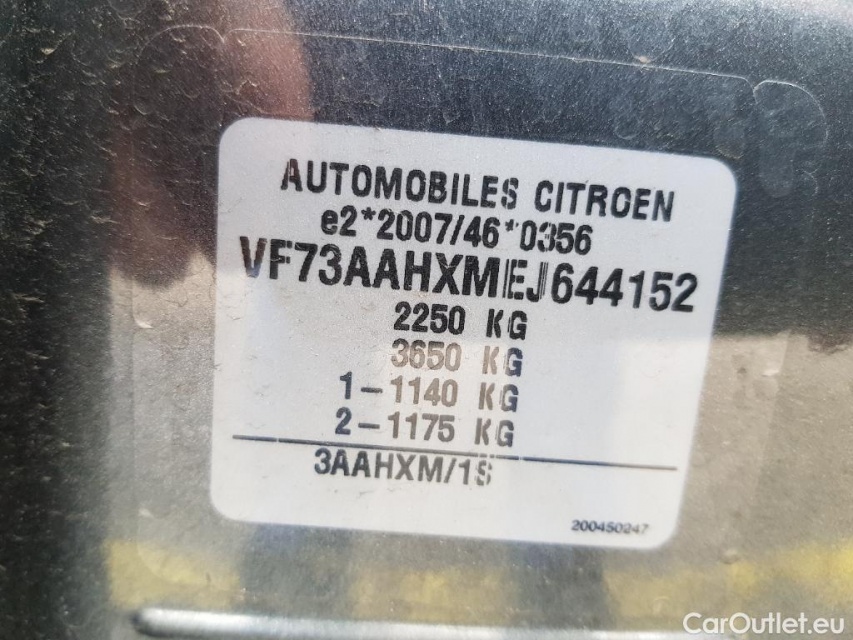 AUTOMOBILES CITROEN
e2*2007/46*0356
VF73AAHXMEJ644152
2250 KG
3650 KG
1-1140 KG
2-1175 KG
3AAHXM/1S
200450247
CarOutlet.eu